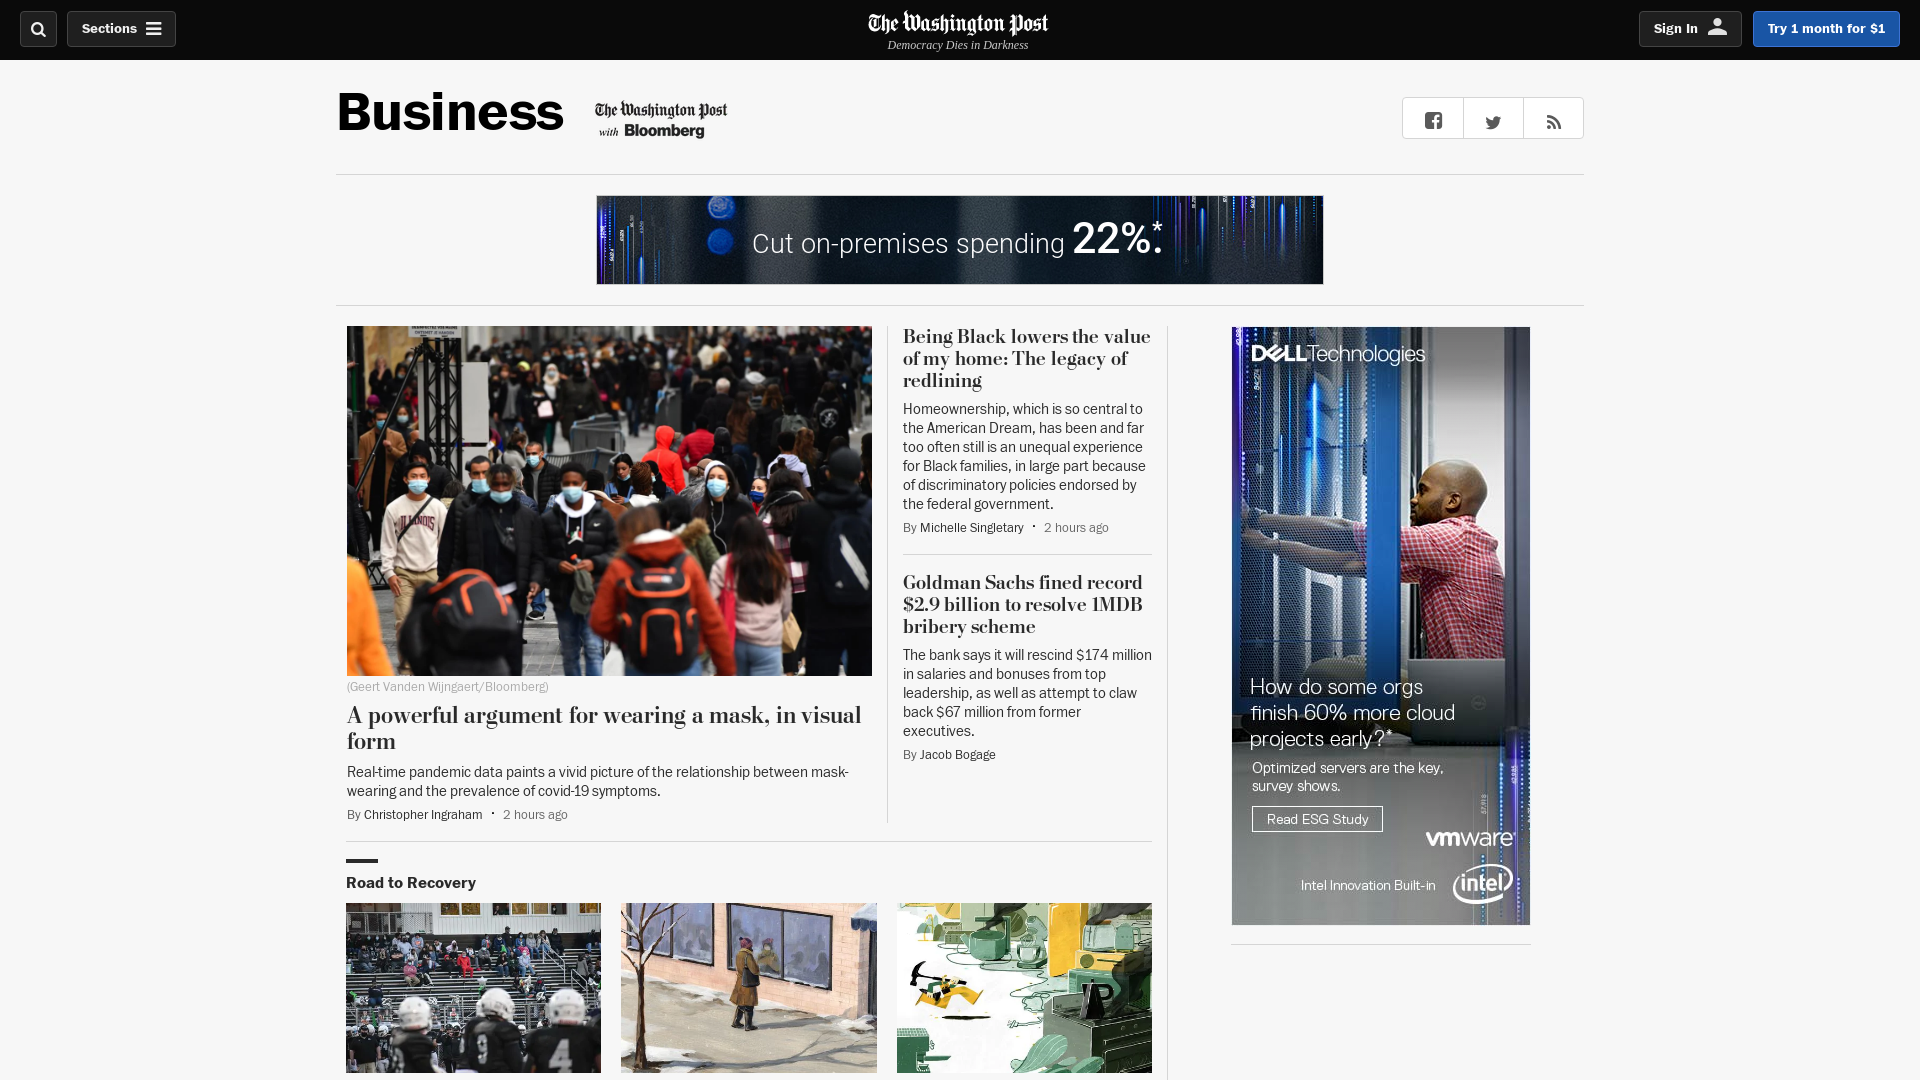 Sections
The Washington Post
Democracy Dies in Darkness
Sign In
Try 1 month for $1
Business
The Washington Post
with Bloomberg
Cut on-premises spending 22%.*
(Geert Vanden Wijngaert/Bloomberg)
A powerful argument for wearing a mask, in visual
form
Real-time pandemic data paints a vivid picture of the relationship between mask-
wearing and the prevalence of covid-19 symptoms.
By Christopher Ingraham • 2 hours ago
Being Black lowers the value
of my home: The legacy of
redlining
Homeownership, which is so central to
the American Dream, has been and far
too often still is an unequal experience
for Black families, in large part because
of discriminatory policies endorsed by
the federal government.
By Michelle Singletary • 2 hours ago
Goldman Sachs fined record
$2.9 billion to resolve 1MDB
bribery scheme
The bank says it will rescind $174 million
in salaries and bonuses from top
leadership, as well as attempt to claw
back $67 million from former
executives.
By Jacob Bogage
DELLTechnologies
How do some orgs
finish 60% more cloud
projects early?*
Optimized servers are the key,
survey shows.
Read ESG Study
vmware®
Intel Innovation Built-in
intel
Road to Recovery
ILLINOIS
4